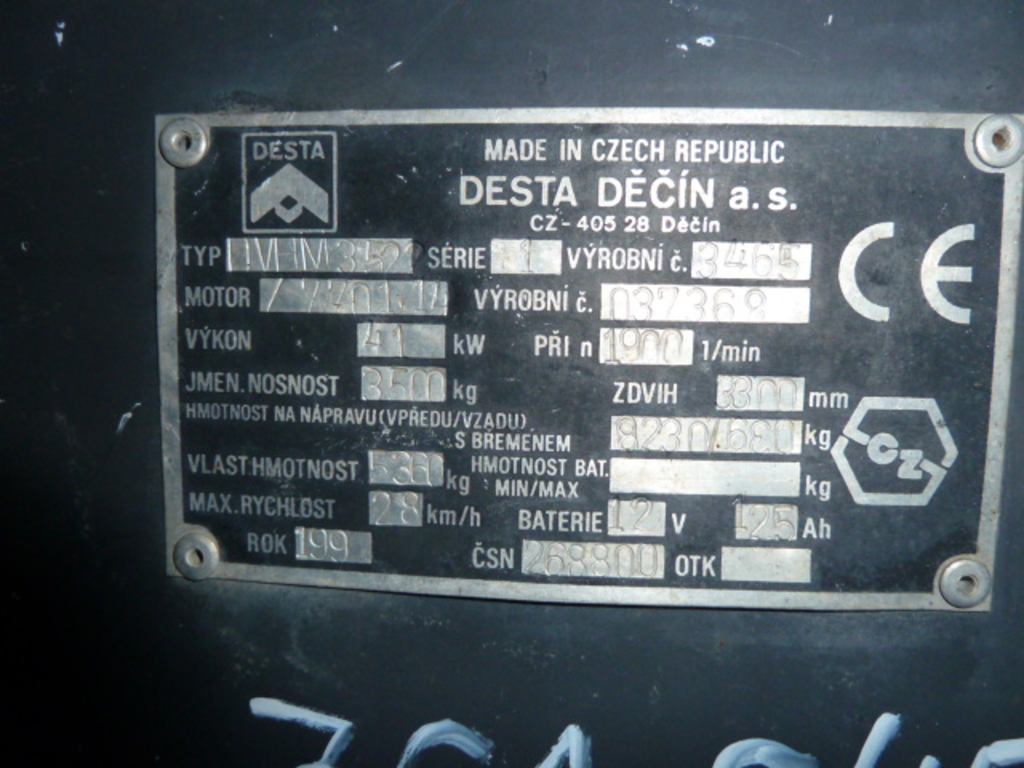 DESTA
MADE IN CZECH REPUBLIC
DESTA DĚČÍN a.s.
CZ-405 28 Děčín
TYP SÉRIE 1 VÝROBNÍ č. 3465
MOTOR VÝROBNÍ č. 037368
VÝKON 41 kW PŘI n 1900 1/min
JMEN. NOSNOST 3500 kg ZDVIH 3300 mm
HMOTNOST NA NÁPRAVU (VPŘEDU/VZADU)
S BŘEMENEM 8230/680 kg
VLAST HMOTNOST 5360 kg HMOTNOST BAT. MIN/MAX kg
MAX. RYCHLOST 28 km/h BATERIE 12 V 125 Ah
ROK 199 ČSN 268800 OTK
CE
CZ